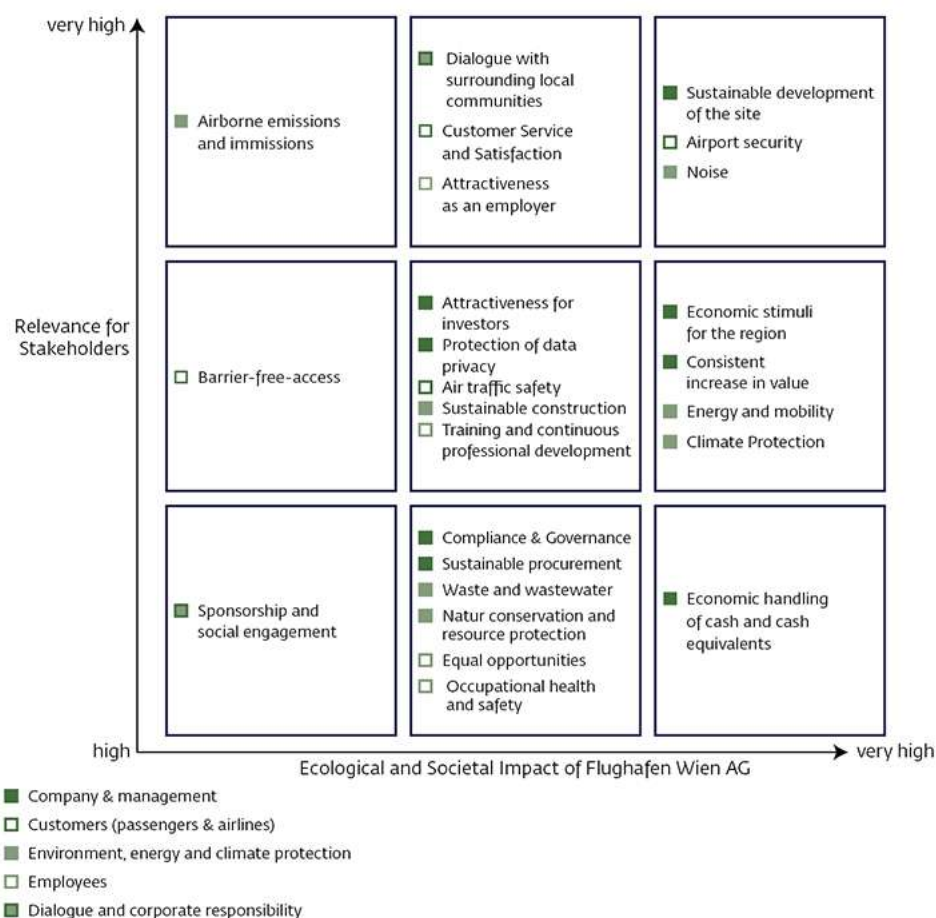 very high
Airborne emissions
and immissions
Dialogue with
surrounding local
communities
Customer Service
and Satisfaction
Attractiveness
as an employer
Sustainable development
of the site
Airport security
Noise
Relevance for
Stakeholders
Barrier-free-access
Attractiveness for
investors
Protection of data
privacy
Air traffic safety
Sustainable construction
Training and continuous
professional development
Economic stimuli
for the region
Consistent
increase in value
Energy and mobility
Climate Protection
Sponsorship and
social engagement
Compliance & Governance
Sustainable procurement
Waste and wastewater
Natur conservation and
resource protection
Equal opportunities
Occupational health
and safety
Economic handling
of cash and cash
equivalents
high
very high
Ecological and Societal Impact of Flughafen Wien AG
Company & management
Customers (passengers & airlines)
Environment, energy and climate protection
Employees
Dialogue and corporate responsibility